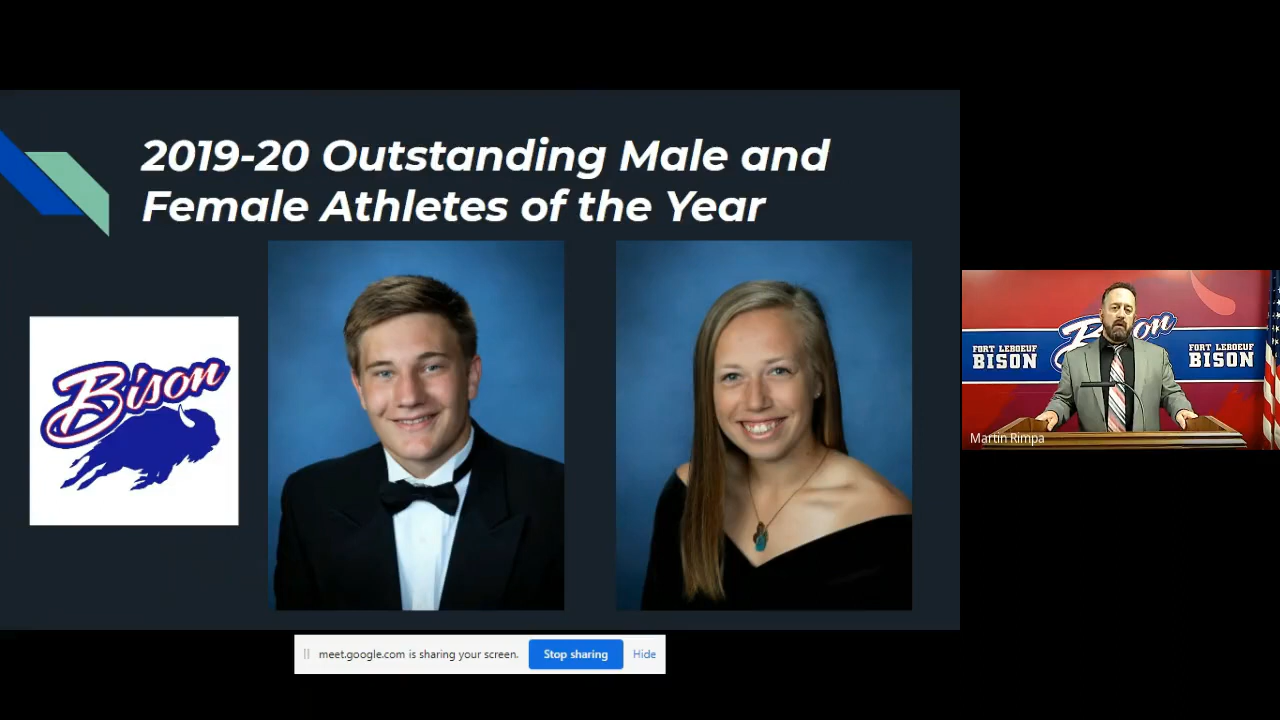 2019-20 Outstanding Male and
Female Athletes of the Year
Bison
Bison
FORT LEBOEUF
BISON
FORT LEBOEUF
BISON
Martin Rimpa
meet.google.com is sharing your screen.
Stop sharing
Hide